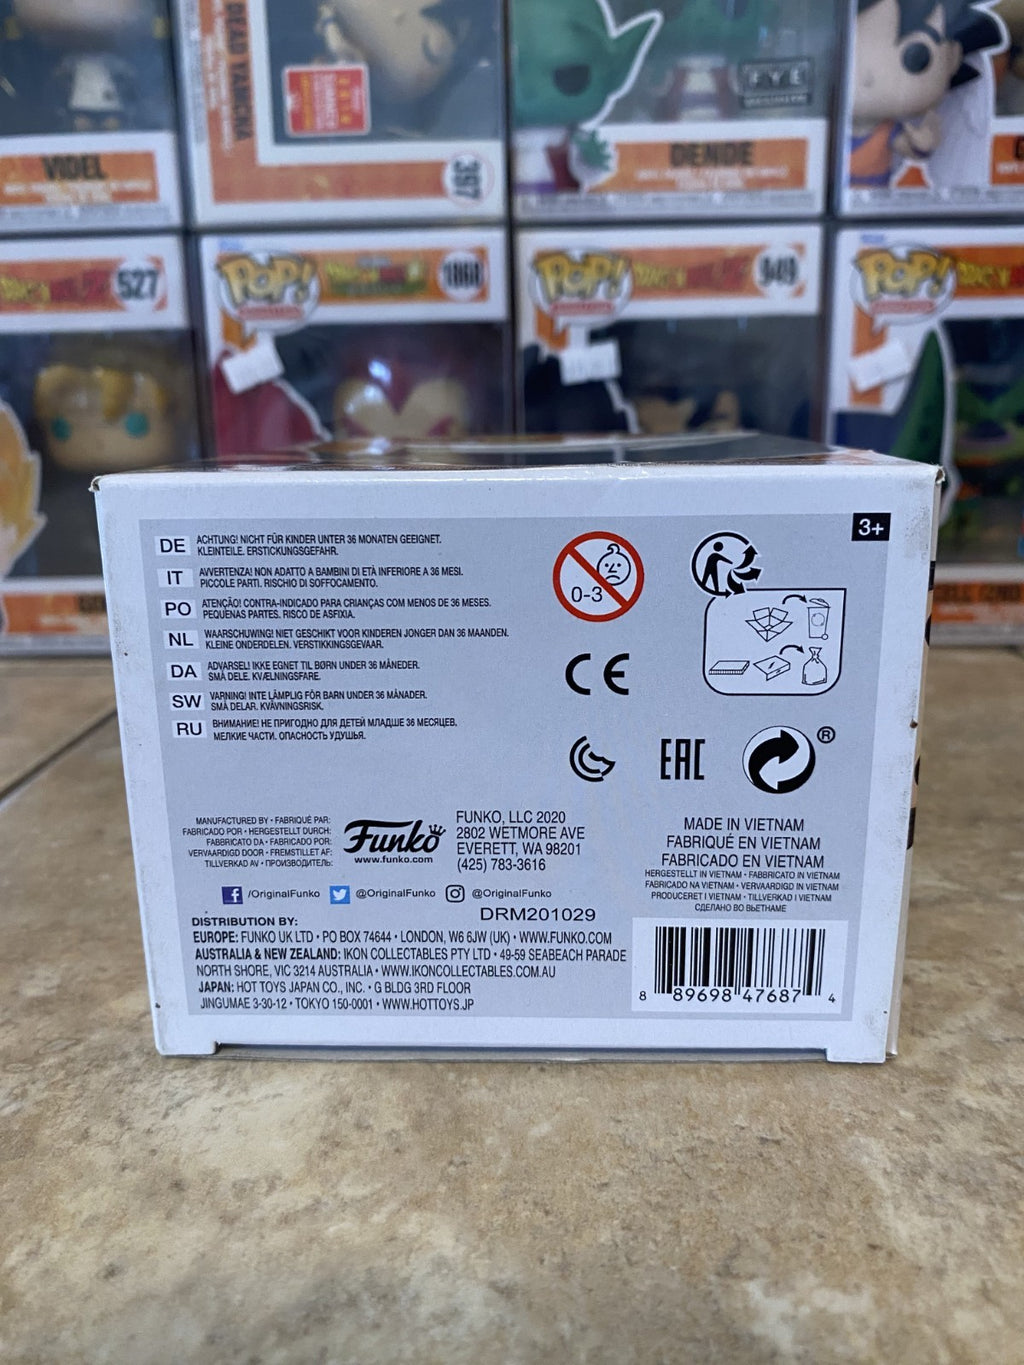 DEAD YAMCHA
VIDEL
397
FYE
DENDE
527
POP!
1868
POP!
949
POP!
3+
DE ACHTUNG! NICHT FÜR KINDER UNTER 36 MONATEN GEEIGNET.
KLEINTEILE. ERSTICKUNGSGEFAHR.
IT AVVERTENZA! NON ADATTO A BAMBINI DI ETÀ INFERIORE A 36 MESI.
PICCOLE PARTI. RISCHIO DI SOFFOCAMENTO.
PO ATENÇÃO! CONTRA-INDICADO PARA CRIANÇAS COM MENOS DE 36 MESES.
PEQUENAS PARTES. RISCO DE ASFIXIA.
NL WAARSCHUWING! NIET GESCHIKT VOOR KINDEREN JONGER DAN 36 MAANDEN.
KLEINE ONDERDELEN. VERSTIKKINGSGEVAAR.
DA ADVARSEL! IKKE EGNET TIL BØRN UNDER 36 MÅNEDER.
SMÅ DELE. KVÆLNINGSFARE.
SW VARNING! INTE LÄMPLIG FÖR BARN UNDER 36 MÅNADER.
SMÅ DELAR. KVÄVNINGSRISK.
RU ВНИМАНИЕ! НЕ ПРИГОДНО ДЛЯ ДЕТЕЙ МЛАДШЕ 36 МЕСЯЦЕВ.
МЕЛКИЕ ЧАСТИ. ОПАСНОСТЬ УДУШЬЯ.
0-3
CE
EAC
®
MANUFACTURED BY • FABRIQUÉ PAR:
FABRICADO POR • HERGESTELLT DURCH:
FABBRICATO DA • FABRICADO POR:
VERVAARDIGD DOOR • FREMSTILLET AF:
TILLVERKAD AV • ПРОИЗВОДИТЕЛЬ:
Funko
www.funko.com
FUNKO, LLC 2020
2802 WETMORE AVE
EVERETT, WA 98201
(425) 783-3616
/OriginalFunko @OriginalFunko @OriginalFunko
DRM201029
DISTRIBUTION BY:
EUROPE: FUNKO UK LTD • PO BOX 74644 • LONDON, W6 6JW (UK) • WWW.FUNKO.COM
AUSTRALIA & NEW ZEALAND: IKON COLLECTABLES PTY LTD • 49-59 SEABEACH PARADE
NORTH SHORE, VIC 3214 AUSTRALIA • WWW.IKONCOLLECTABLES.COM.AU
JAPAN: HOT TOYS JAPAN CO., INC. • G BLDG 3RD FLOOR
JINGUMAE 3-30-12 • TOKYO 150-0001 • WWW.HOTTOYS.JP
MADE IN VIETNAM
FABRIQUÉ EN VIETNAM
FABRICADO EN VIETNAM
HERGESTELLT IN VIETNAM • FABBRICATO IN VIETNAM
FABRICADO NA VIETNAM • VERVAARDIGD IN VIETNAM
PRODUCERET I VIETNAM • TILLVERKAD I VIETNAM
СДЕЛАНО ВО ВЬЕТНАМЕ
8 89698 47687 4